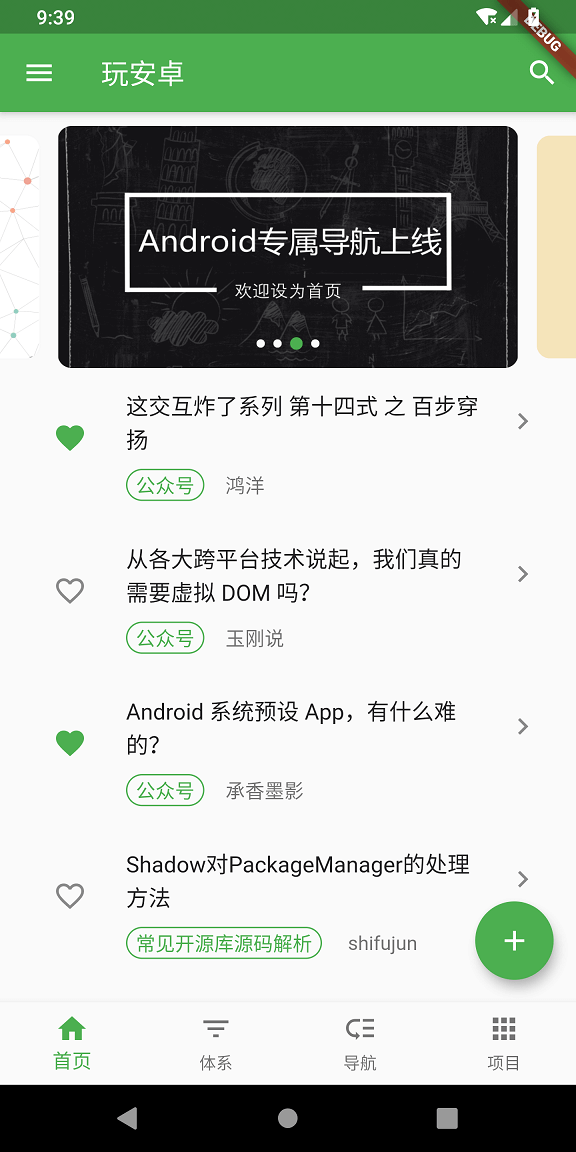 9:39
DEBUG
玩安卓
Android专属导航上线
欢迎设为首页
这交互炸了系列 第十四式 之 百步穿
扬
公众号 鸿洋
从各大跨平台技术说起，我们真的
需要虚拟 DOM 吗?
公众号 玉刚说
Android 系统预设 App，有什么难
的?
公众号 承香墨影
Shadow对PackageManager的处理
方法
常见开源库源码解析 shifujun
首页 体系 导航 项目